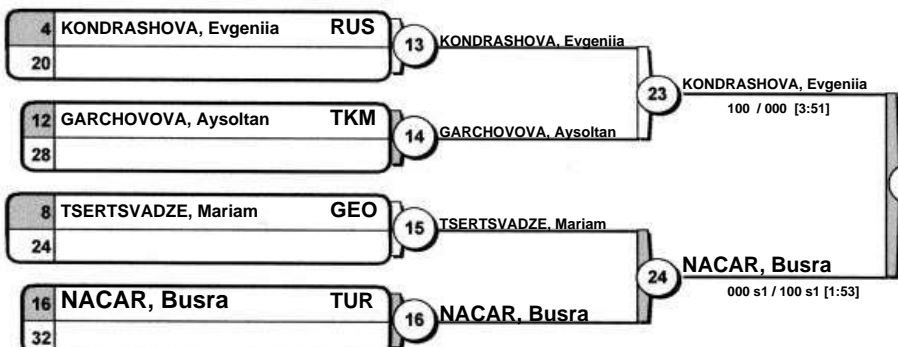 4 KONDRASHOVA, Evgeniia RUS
20
13 KONDRASHOVA, Evgeniia
12 GARCHOVOVA, Aysoltan TKM
28
14 GARCHOVOVA, Aysoltan
23 KONDRASHOVA, Evgeniia
100 / 000 [3:51]
8 TSERTSVADZE, Mariam GEO
24
15 TSERTSVADZE, Mariam
16 NACAR, Busra TUR
32
16 NACAR, Busra
24 NACAR, Busra
000 s1 / 100 s1 [1:53]